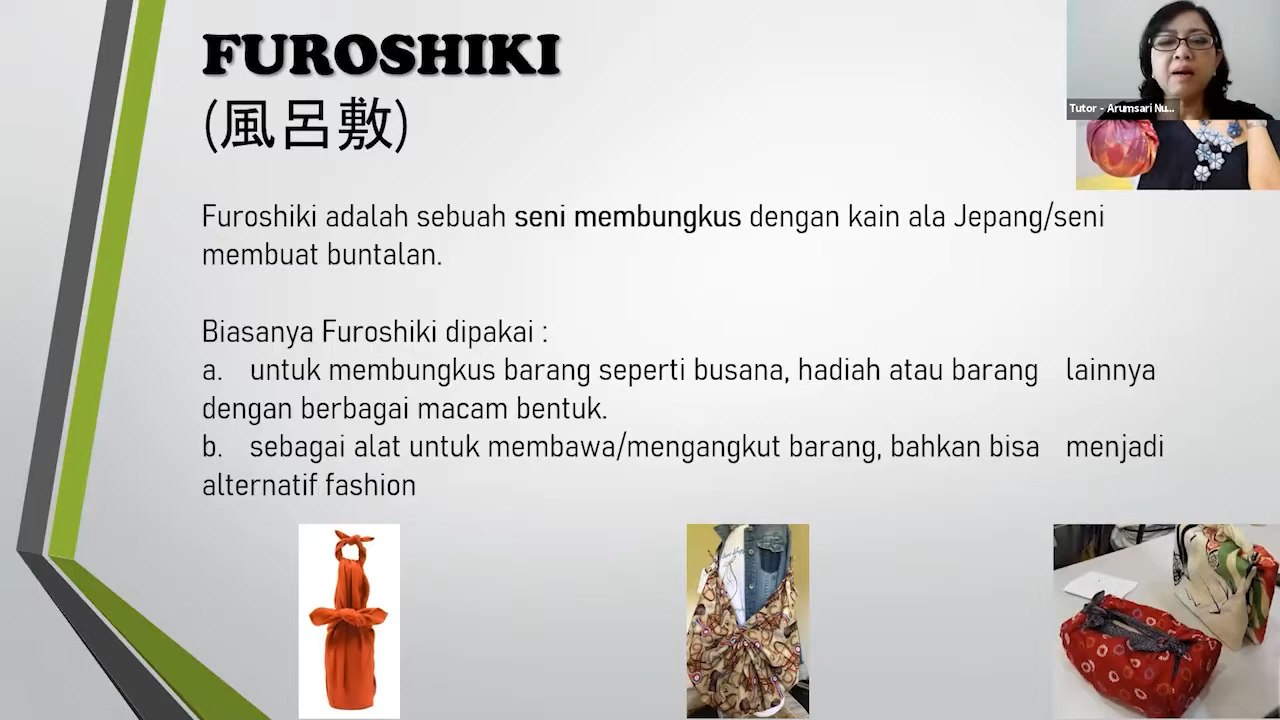 FUROSHIKI
(風呂敷)
Tutor - Arumsari Nu...
Furoshiki adalah sebuah seni membungkus dengan kain ala Jepang/seni
membuat buntalan.
Biasanya Furoshiki dipakai :
a. untuk membungkus barang seperti busana, hadiah atau barang lainnya
dengan berbagai macam bentuk.
b. sebagai alat untuk membawa/mengangkut barang, bahkan bisa menjadi
alternatif fashion